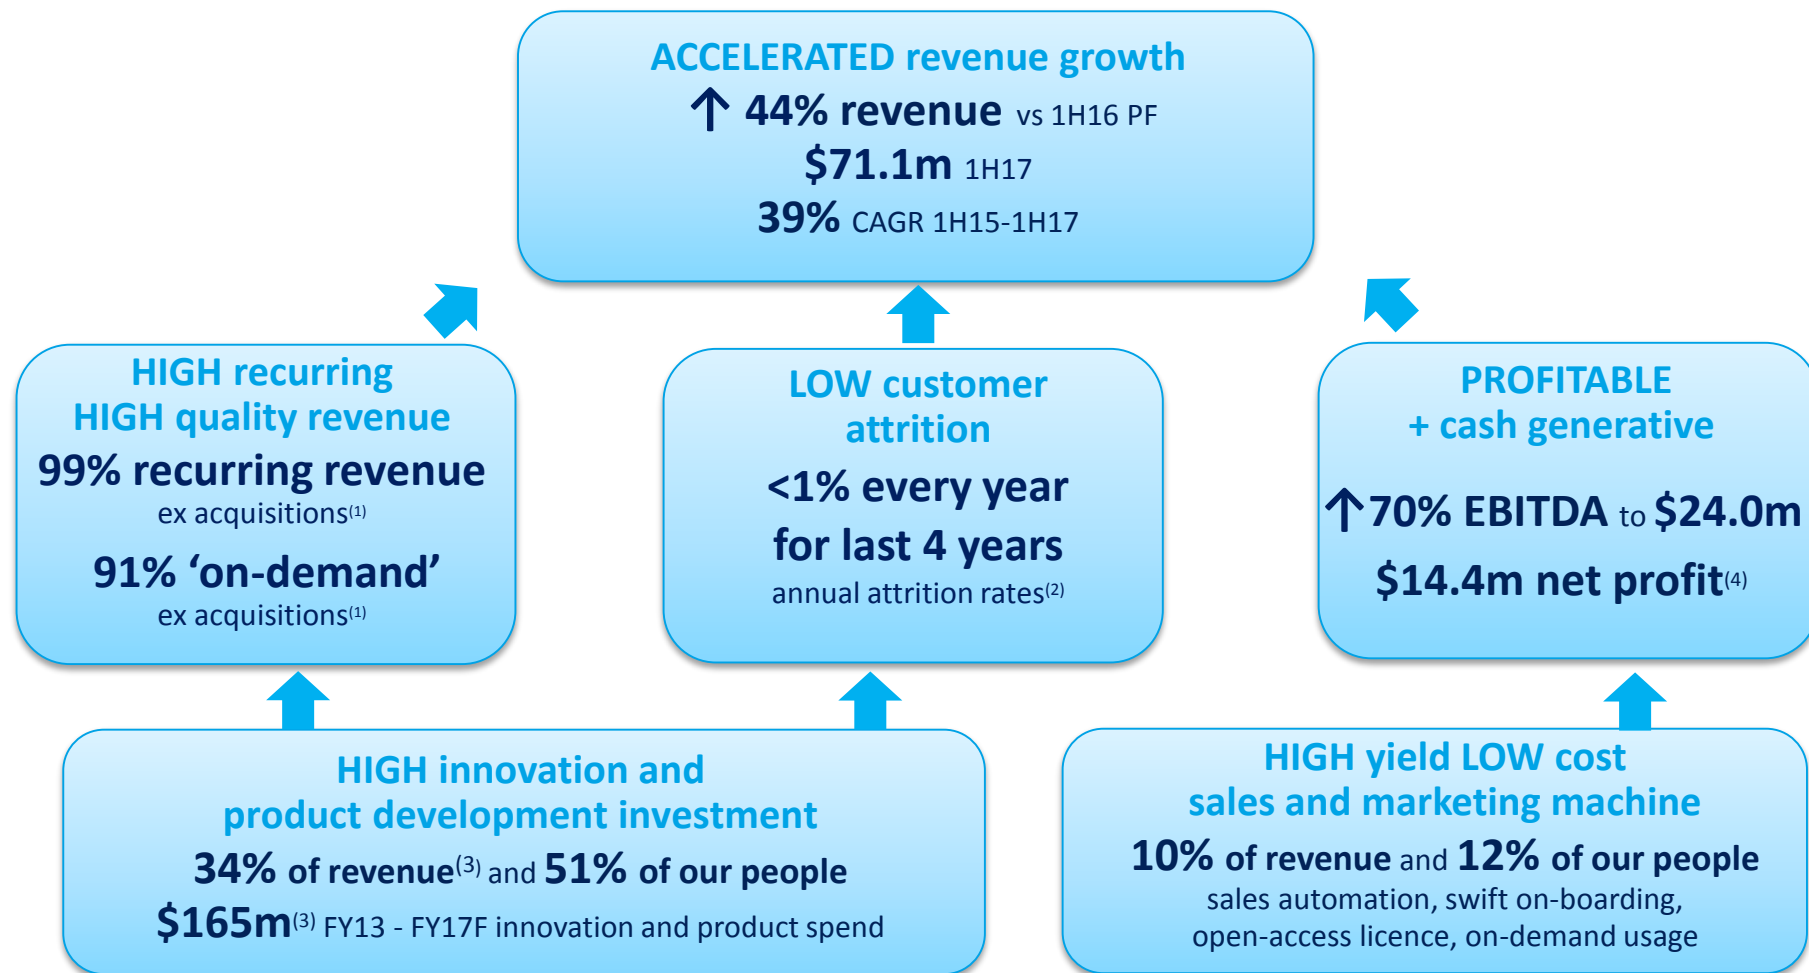 ACCELERATED revenue growth
↑ 44% revenue vs 1H16 PF
$71.1m 1H17
39% CAGR 1H15-1H17
HIGH recurring
HIGH quality revenue
99% recurring revenue
ex acquisitions(1)
91% ‘on-demand’
ex acquisitions(1)
LOW customer
attrition
<1% every year
for last 4 years
annual attrition rates(2)
PROFITABLE
+ cash generative
↑70% EBITDA to $24.0m
$14.4m net profit(4)
HIGH innovation and
product development investment
34% of revenue(3) and 51% of our people
$165m(3) FY13 - FY17F innovation and product spend
HIGH yield LOW cost
sales and marketing machine
10% of revenue and 12% of our people
sales automation, swift on-boarding,
open-access licence, on-demand usage